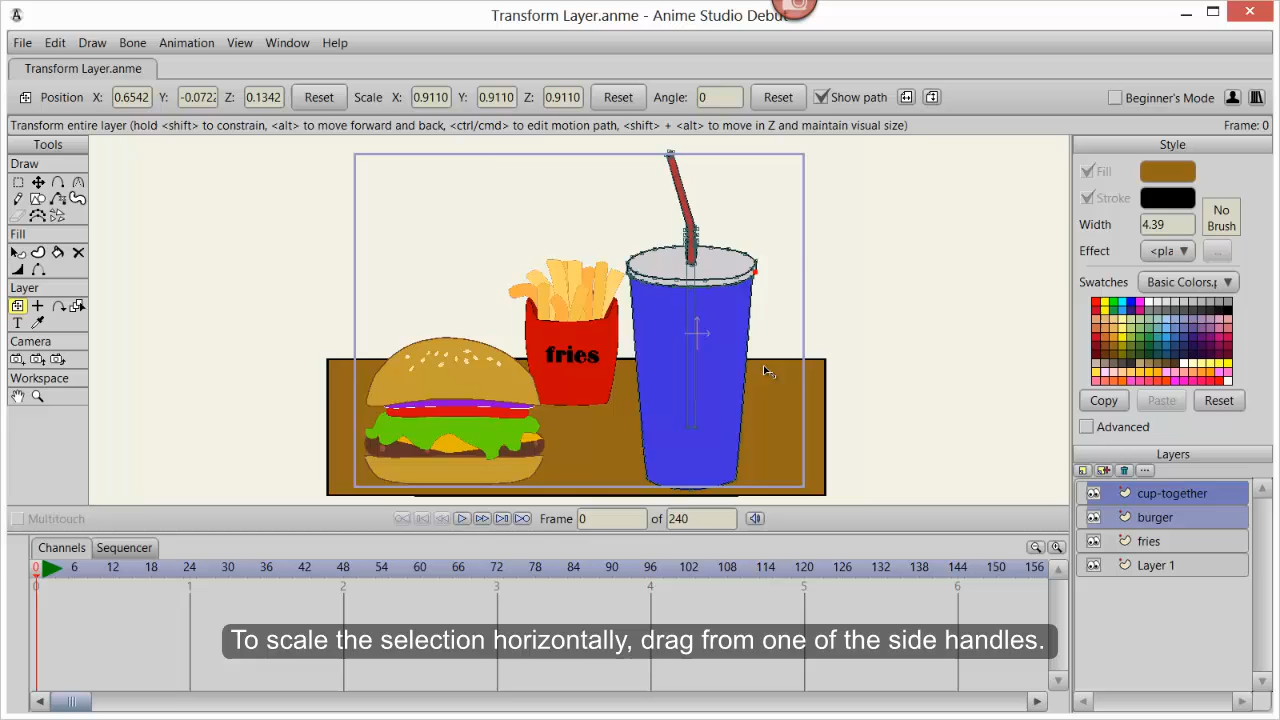 Transform Layer.anme - Anime Studio Debut
File Edit Draw Bone Animation View Window Help
Transform Layer.anme
Position X: 0.6542 Y: -0.072 Z: 0.1342 Reset Scale X: 0.9110 Y: 0.9110 Z: 0.9110 Reset Angle: 0 Reset Show path Beginner's Mode
Transform entire layer (hold <shift> to constrain, <alt> to move forward and back, <ctrl/cmd> to edit motion path, <shift> + <alt> to move in Z and maintain visual size) Frame: 0
Tools
Draw
Fill
Layer
Camera
Workspace
fries
Style
Fill
Stroke
Width 4.39
No
Brush
Effect <pla ...
Swatches Basic Colors.p
Copy Paste Reset
Advanced
Layers
cup-together
burger
fries
Layer 1
Multitouch Frame 0 of 240
Channels Sequencer
0 6 12 18 24 30 36 42 48 54 60 66 72 78 84 90 96 102 108 114 120 126 132 138 144 150 156
0 1 2 3 4 5 6
To scale the selection horizontally, drag from one of the side handles.